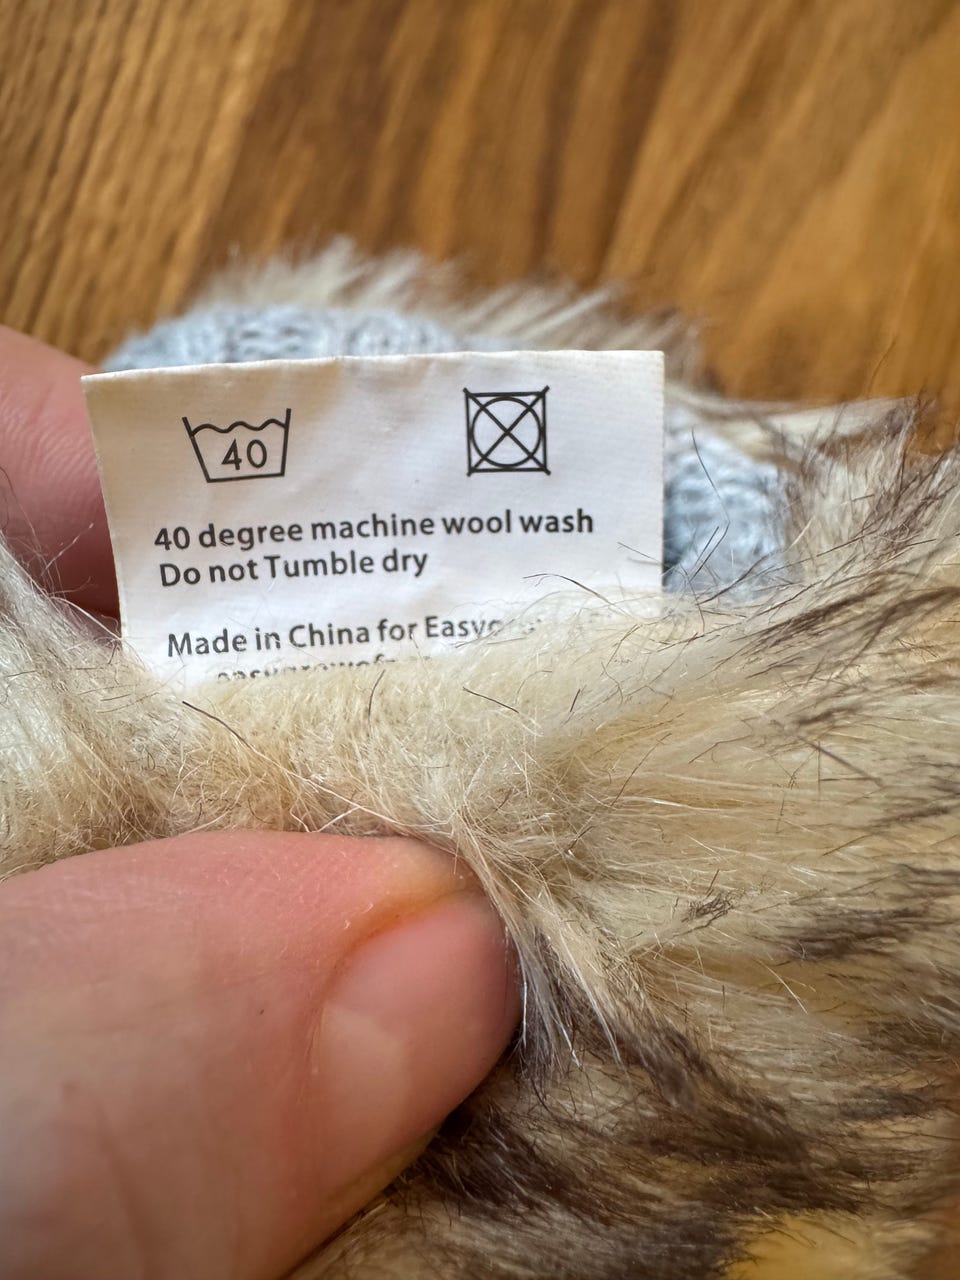 40
40 degree machine wool wash
Do not Tumble dry
Made in China for